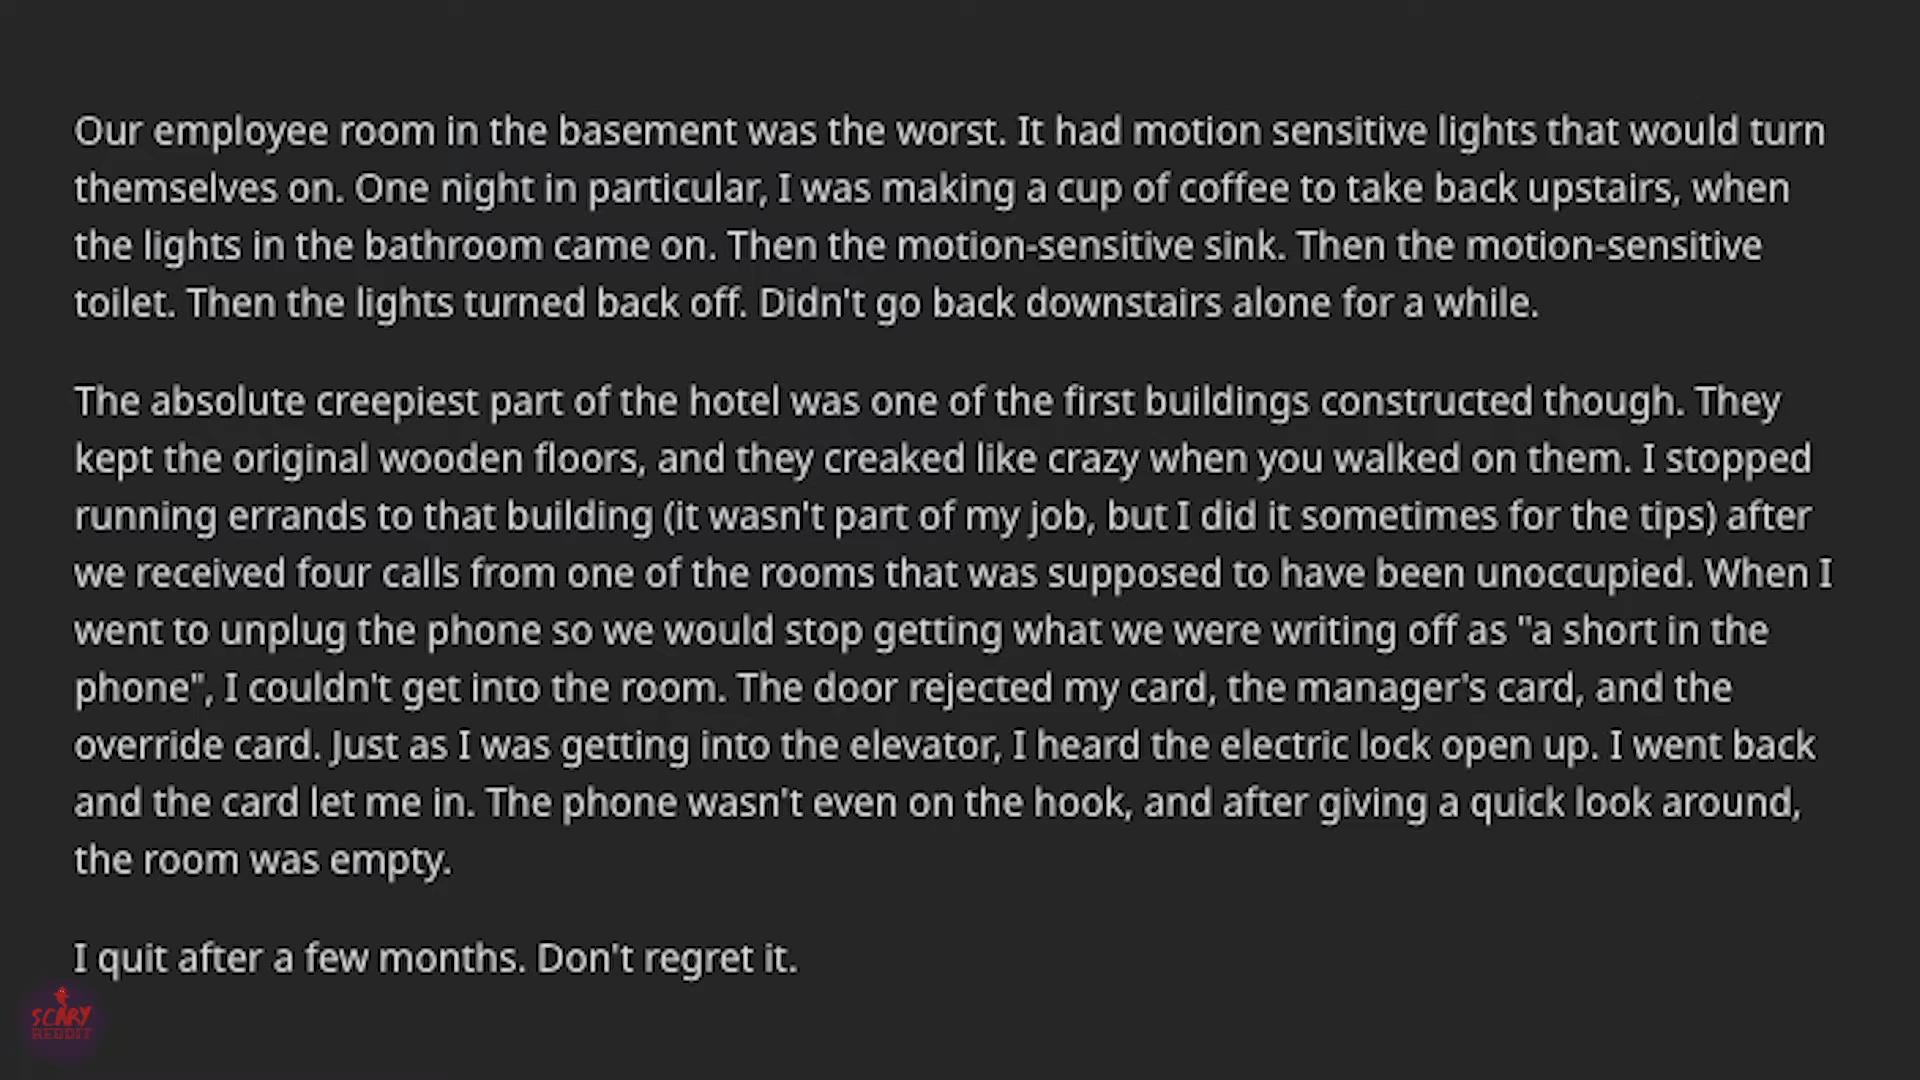 Our employee room in the basement was the worst. It had motion sensitive lights that would turn
themselves on. One night in particular, I was making a cup of coffee to take back upstairs, when
the lights in the bathroom came on. Then the motion-sensitive sink. Then the motion-sensitive
toilet. Then the lights turned back off. Didn't go back downstairs alone for a while.
The absolute creepiest part of the hotel was one of the first buildings constructed though. They
kept the original wooden floors, and they creaked like crazy when you walked on them. I stopped
running errands to that building (it wasn't part of my job, but I did it sometimes for the tips) after
we received four calls from one of the rooms that was supposed to have been unoccupied. When I
went to unplug the phone so we would stop getting what we were writing off as "a short in the
phone", I couldn't get into the room. The door rejected my card, the manager's card, and the
override card. Just as I was getting into the elevator, I heard the electric lock open up. I went back
and the card let me in. The phone wasn't even on the hook, and after giving a quick look around,
the room was empty.
I quit after a few months. Don't regret it.
SCARY
REDDIT